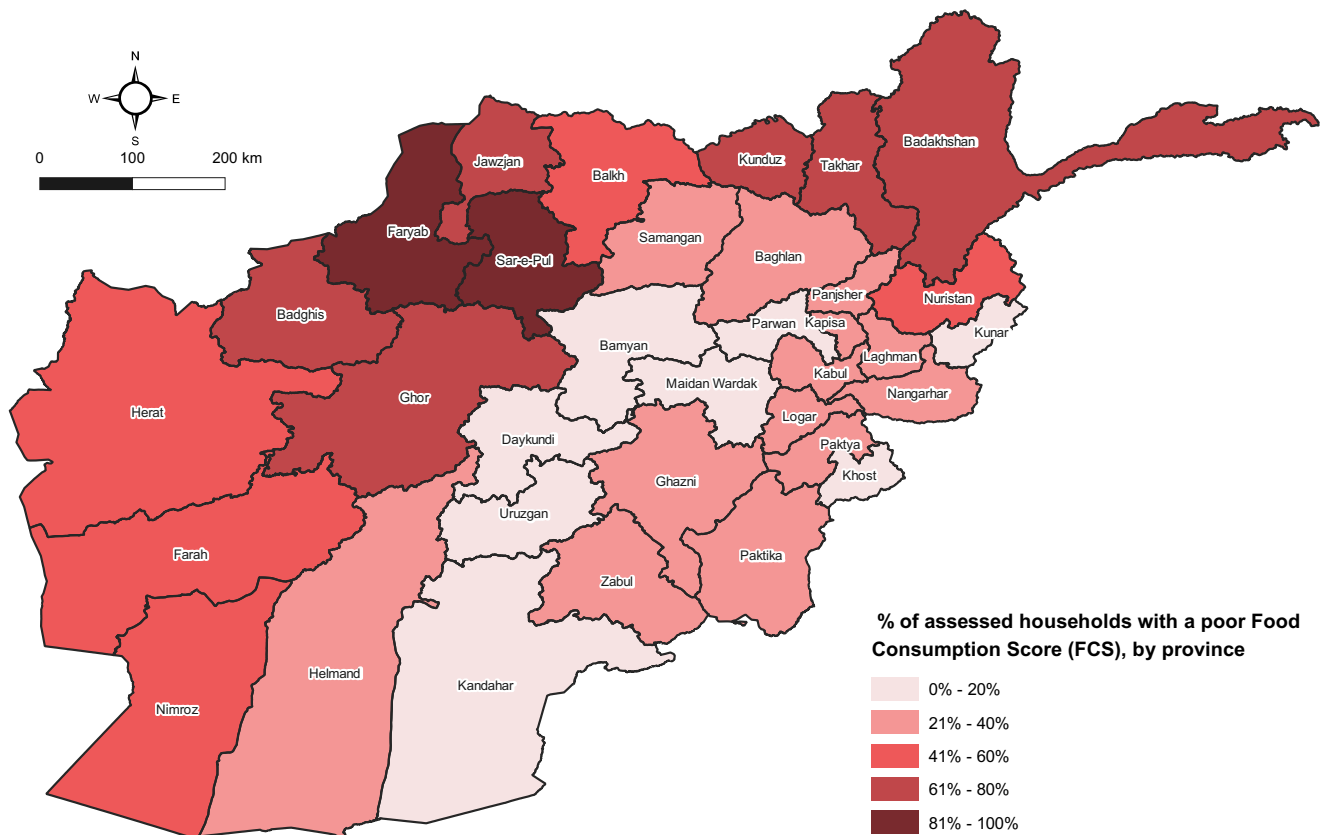 N
W E
S
0 100 200 km
Badakhshan
Jawzjan
Balkh
Kunduz
Takhar
Faryab
Samangan
Sar-e-Pul
Baghlan
Panjsher
Nuristan
Badghis
Parwan
Kapisa
Kunar
Bamyan
Laghman
Kabul
Maidan Wardak
Nangarhar
Ghor
Herat
Logar
Daykundi
Paktya
Khost
Ghazni
Uruzgan
Farah
Paktika
Zabul
Helmand
Kandahar
Nimroz
% of assessed households with a poor Food
Consumption Score (FCS), by province
0% - 20%
21% - 40%
41% - 60%
61% - 80%
81% - 100%